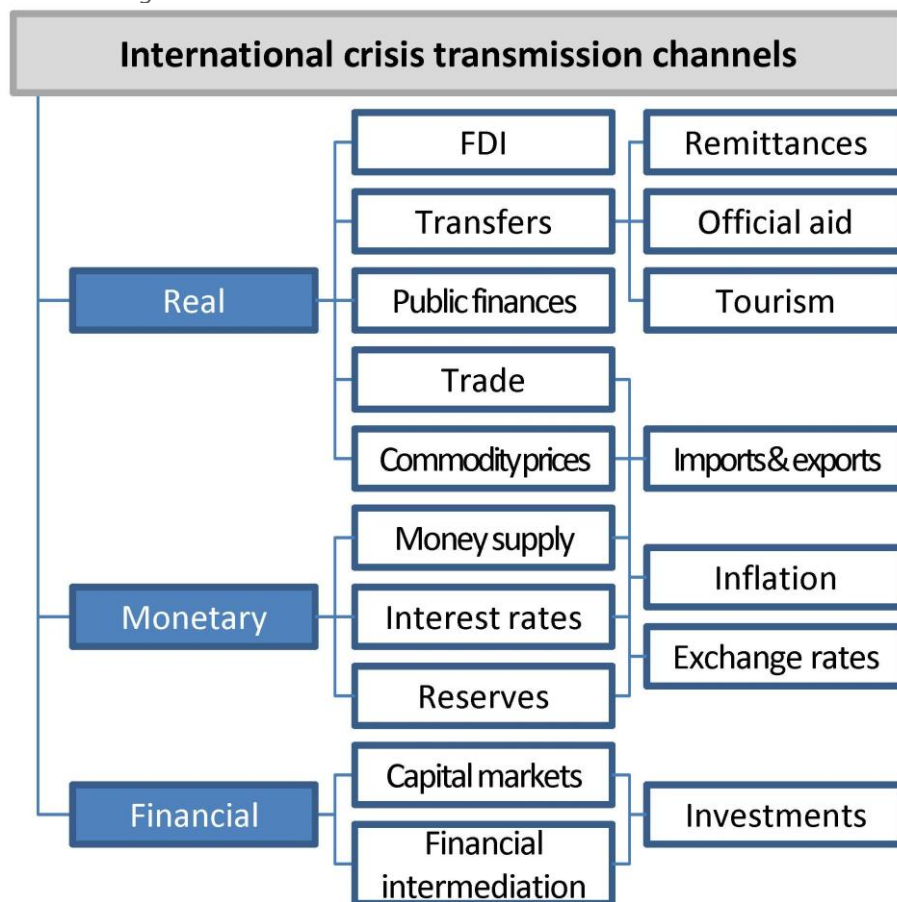 International crisis transmission channels
FDI
Remittances
Transfers
Official aid
Real
Public finances
Tourism
Trade
Commodity prices
Imports & exports
Money supply
Inflation
Monetary
Interest rates
Exchange rates
Reserves
Capital markets
Financial
Investments
Financial
intermediation